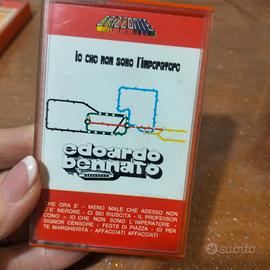 ORIZZONTE
io che non sono l'imperatore
edoardo
bennato
CHE ORA E' - MENO MALE CHE ADESSO NON
C'E' NERONE - CI SEI RIUSCITA - IL PROFESSOR
CONO - IO CHE NON SONO L'IMPERATORE -
SIGNOR CENSORE - FESTE DI PIAZZA - IO PER
TE MARGHERITA - AFFACCIATI AFFACCIATI
subito